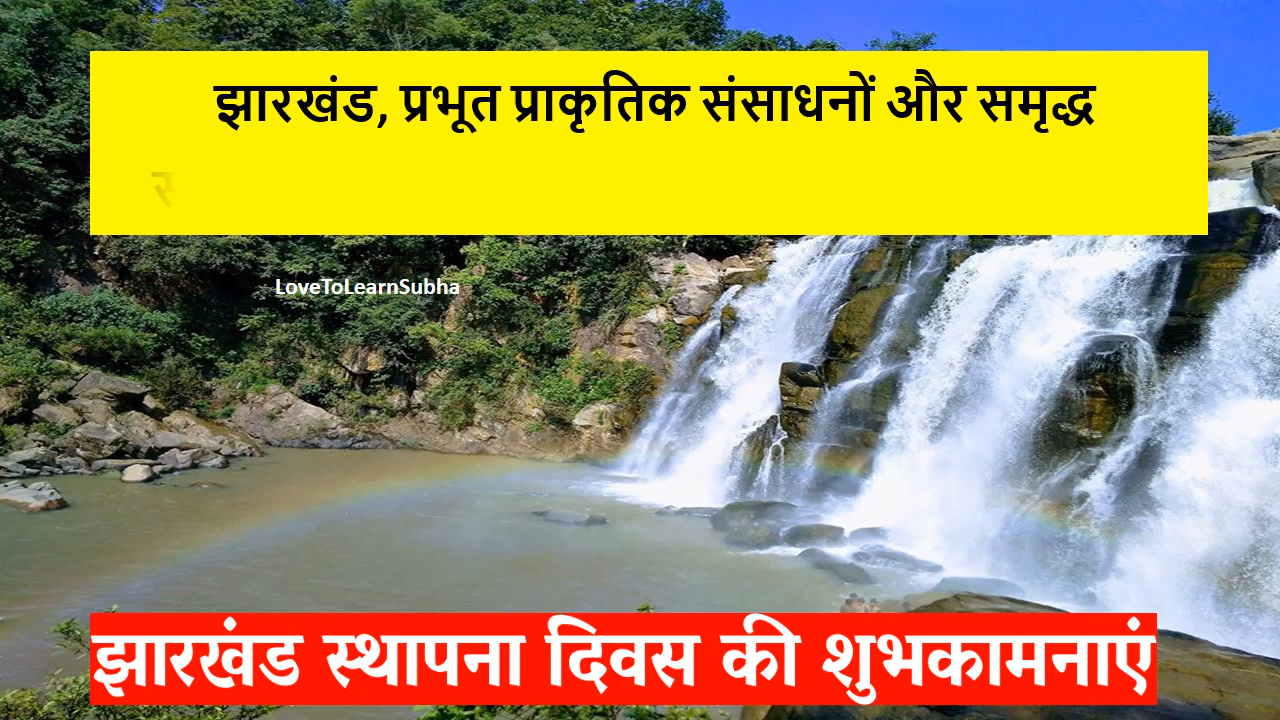 झारखंड, प्रभूत प्राकृतिक संसाधनों और समृद्ध
LoveToLearnSubha
झारखंड स्थापना दिवस की शुभकामनाएं